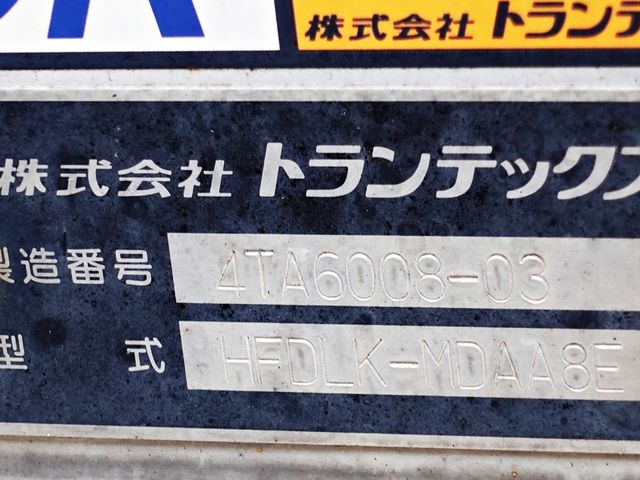 株式会社 トランテ
株式会社 トランテックス
製造番号 4TA6008-03
型式 HFDLK-MDAA8E